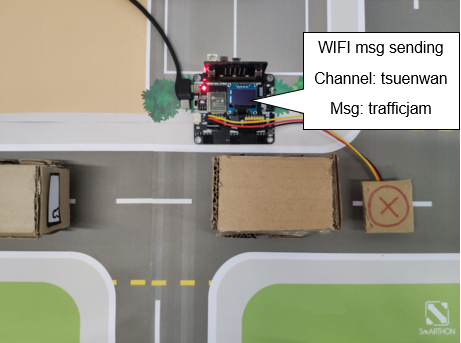 WIFI msg sending
Channel: tsuenwan
Msg: trafficjam
SMARTHON